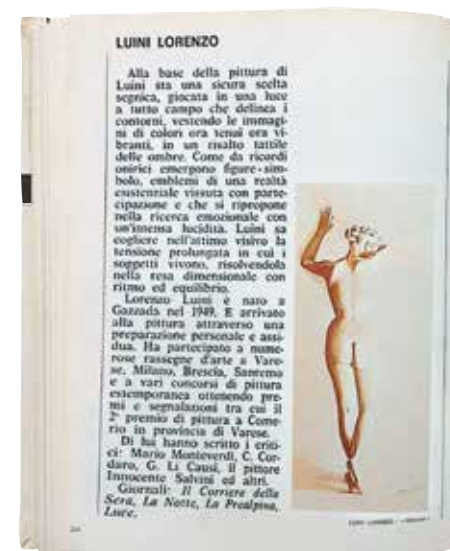 LUINI LORENZO
Alla base della pittura di
Luini sta una sicura scelta
segnica, giocata in una luce
a tutto campo che delinea i
contorni, vestendo le immagi-
ni di colori ora tenui ora vi-
branti, in un risalto tattile
delle ombre. Come da ricordi
onirici emergono figure-sim-
bolo, emblemi di una realtà
esistenziale vissuta con parte-
cipazione e che si ripropone
nella ricerca emozionale con
un'intensa lucidità. Luini sa
cogliere nell'attimo visivo la
tensione prolungata in cui i
soggetti vivono, risolvendola
nella resa dimensionale con
ritmo ed equilibrio.
Lorenzo Luini è nato a
Gazzada nel 1949. È arrivato
alla pittura attraverso una
preparazione personale e assi-
dua. Ha partecipato a nume-
rose rassegne d'arte a Vare-
se, Milano, Brescia, Sanremo
e a vari concorsi di pittura
estemporanea ottenendo pre-
mi e segnalazioni tra cui il
2° premio di pittura a Come-
rio in provincia di Varese.
Di lui hanno scritto i criti-
ci: Mario Monteverdi, C. Cor-
daro, G. Li Causi, il pittore
Innocente Salvini ed altri.
Giornali: Il Corriere della
Sera, La Notte, La Prealpina,
Luce.
LUINI LORENZO